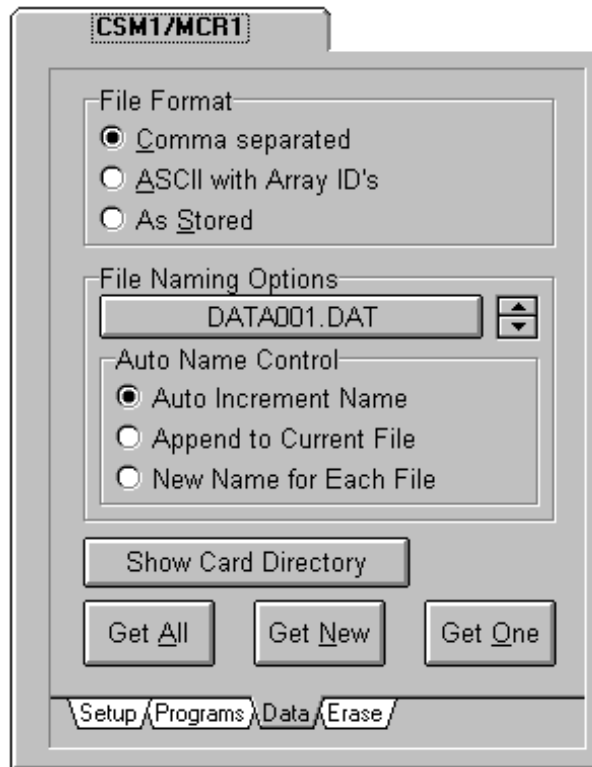 CSM1/MCR1
File Format
Comma separated
ASCII with Array ID's
As Stored
File Naming Options
DATA001.DAT
Auto Name Control
Auto Increment Name
Append to Current File
New Name for Each File
Show Card Directory
Get All Get New Get One
Setup Programs Data Erase